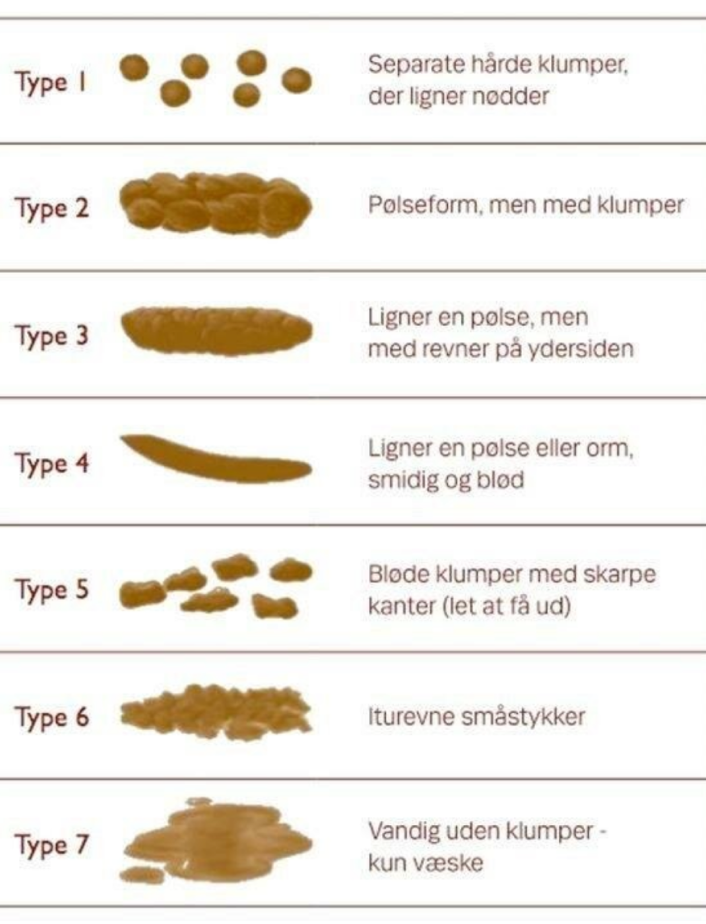 Type 1
Separate hårde klumper,
der ligner nødder
Type 2
Pølseform, men med klumper
Type 3
Ligner en pølse, men
med revner på ydersiden
Type 4
Ligner en pølse eller orm,
smidig og blød
Type 5
Bløde klumper med skarpe
kanter (let at få ud)
Type 6
Iturevne småstykker
Type 7
Vandig uden klumper -
kun væske